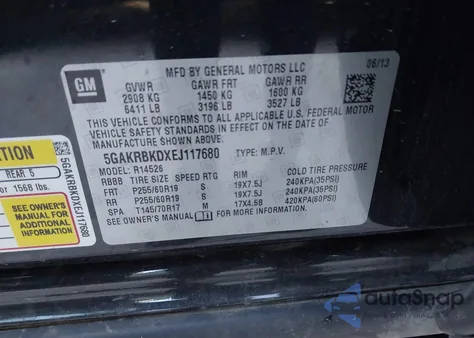 GM
MFD BY GENERAL MOTORS LLC
06/13
GVWR GAWR FRT GAWR RR
2908 KG 1450 KG 1600 KG
6411 LB 3196 LB 3527 LB
THIS VEHICLE CONFORMS TO ALL APPLICABLE U.S. FEDERAL MOTOR
VEHICLE SAFETY STANDARDS IN EFFECT ON THE DATE OF
MANUFACTURE SHOWN ABOVE.
5GAKRBKDXEJ117680 TYPE: M.P.V.
MODEL: R14526
RBBB TIRE SIZE SPEED RTG RIM COLD TIRE PRESSURE
FRT - P255/60R19 S 19X7.5J 240KPA(35PSI)
RR - P255/60R19 S 19X7.5J 240KPA(35PSI)
SPA - T145/70R17 M 17X4.5B 420KPA(60PSI)
SEE OWNER'S MANUAL FOR ADDITIONAL INFORMATION.
REAR 5
or 1568 lbs.
SEE OWNER'S
MANUAL FOR
ADDITIONAL
INFORMATION
5GAKRBKDXEJ117680
autoSnap